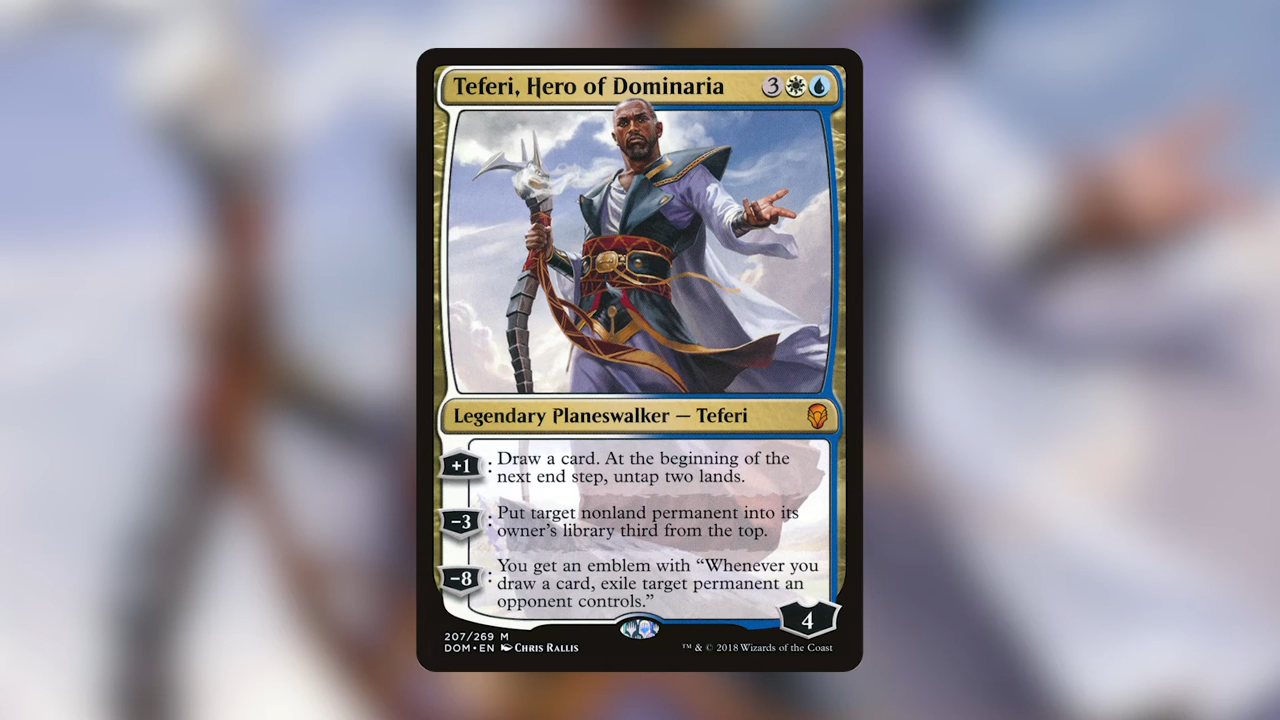 Teferi, Hero of Dominaria 3
Legendary Planeswalker — Teferi
+1: Draw a card. At the beginning of the
next end step, untap two lands.
−3: Put target nonland permanent into its
owner's library third from the top.
−8: You get an emblem with “Whenever you
draw a card, exile target permanent an
opponent controls.”
4
207/269 M
DOM • EN Chris Rallis
™ & © 2018 Wizards of the Coast